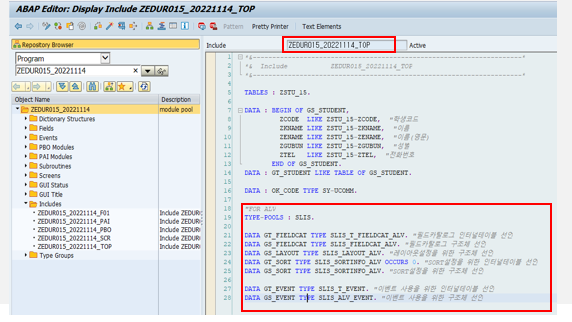 ABAP Editor: Display Include ZEDUR015_20221114_TOP
Pattern Pretty Printer Text Elements
Repository Browser
Program
ZEDUR015_20221114
Object Name Description
ZEDUR015_20221114 module pool
Dictionary Structures
Fields
Events
PBO Modules
PAI Modules
Subroutines
Screens
GUI Status
GUI Title
Includes
ZEDUR015_20221114_F01 Include ZEDUR
ZEDUR015_20221114_PAI Include ZEDUR
ZEDUR015_20221114_PBO Include ZEDUR
ZEDUR015_20221114_SCR Include ZEDUR
ZEDUR015_20221114_TOP Include ZEDUR
Type Groups
Include ZEDUR015_20221114_TOP Active
1 *&---------------------------------------------------------------------*
2 *& Include ZEDUR015_20221114_TOP
3 *&---------------------------------------------------------------------*
4
5 TABLES : ZSTU_15.
6
7 DATA : BEGIN OF GS_STUDENT,
8 ZCODE LIKE ZSTU_15-ZCODE, "학생코드
9 ZKNAME LIKE ZSTU_15-ZKNAME, "이름
10 ZENAME LIKE ZSTU_15-ZENAME, "이름(영문)
11 ZGUBUN LIKE ZSTU_15-ZGUBUN, "성별
12 ZTEL LIKE ZSTU_15-ZTEL, "전화번호
13 END OF GS_STUDENT.
14 DATA : GT_STUDENT LIKE TABLE OF GS_STUDENT.
15
16 DATA : OK_CODE TYPE SY-UCOMM.
17
18 "FOR ALV
19 TYPE-POOLS : SLIS.
20
21 DATA GT_FIELDCAT TYPE SLIS_T_FIELDCAT_ALV. "필드카탈로그 인터널테이블 선언
22 DATA GS_FIELDCAT TYPE SLIS_FIELDCAT_ALV. "필드카탈로그 구조체 선언
23 DATA GS_LAYOUT TYPE SLIS_LAYOUT_ALV. "레이아웃설정을 위한 구조체 선언
24 DATA GT_SORT TYPE SLIS_SORTINFO_ALV OCCURS 0. "SORT설정을 위한 인터널테이블 선언
25 DATA GS_SORT TYPE SLIS_SORTINFO_ALV. "SORT설정을 위한 구조체 선언
26
27 DATA GT_EVENT TYPE SLIS_T_EVENT. "이벤트 사용을 위한 인터널테이블 선언
28 DATA GS_EVENT TYPE SLIS_ALV_EVENT. "이벤트 사용을 위한 구조체 선언